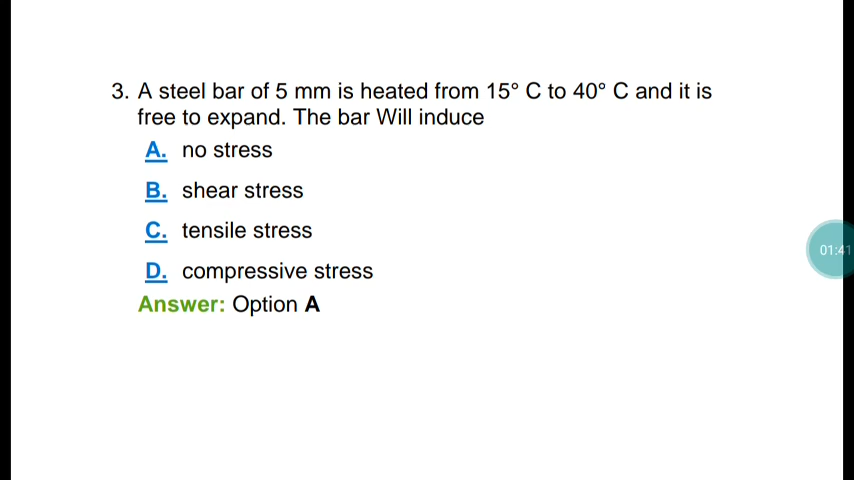 3. A steel bar of 5 mm is heated from 15° C to 40° C and it is
free to expand. The bar Will induce
A. no stress
B. shear stress
C. tensile stress
D. compressive stress
Answer: Option A
01:41